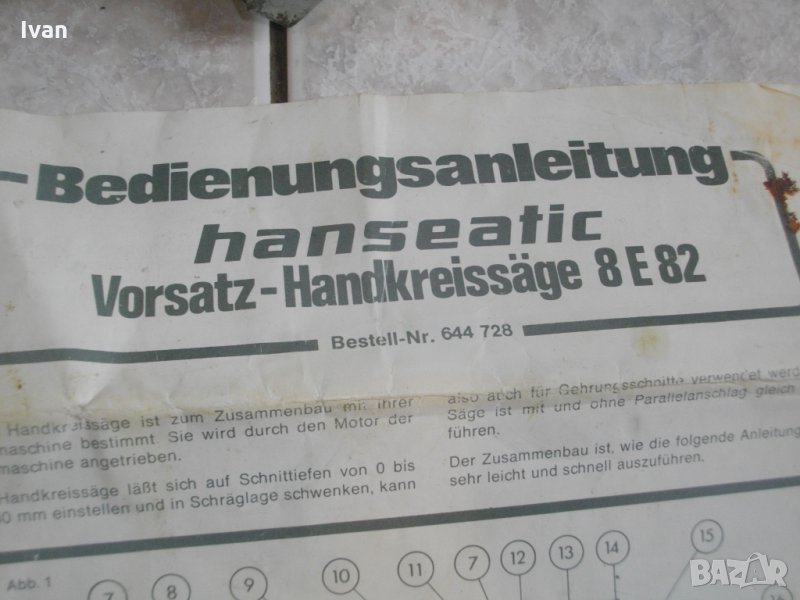 Ivan
Bedienungsanleitung
hanseatic
Vorsatz-Handkreissäge 8 E 82
Bestell-Nr. 644 728
Handkreissäge ist zum Zusammenbau mit ihrer
maschine bestimmt. Sie wird durch den Motor der
maschine angetrieben.
Handkreissäge läßt sich auf Schnittiefen von 0 bis
0 mm einstellen und in Schräglage schwenken, kann
also auch für Gehrungsschnitte verwendet werd
Säge ist mit und ohne Parallelanschlag gleich
führen.
Der Zusammenbau ist, wie die folgende Anleitung
sehr leicht und schnell auszuführen.
Abb. 1
7 8 9 10 11 7 12 13 14 15 16
bazar